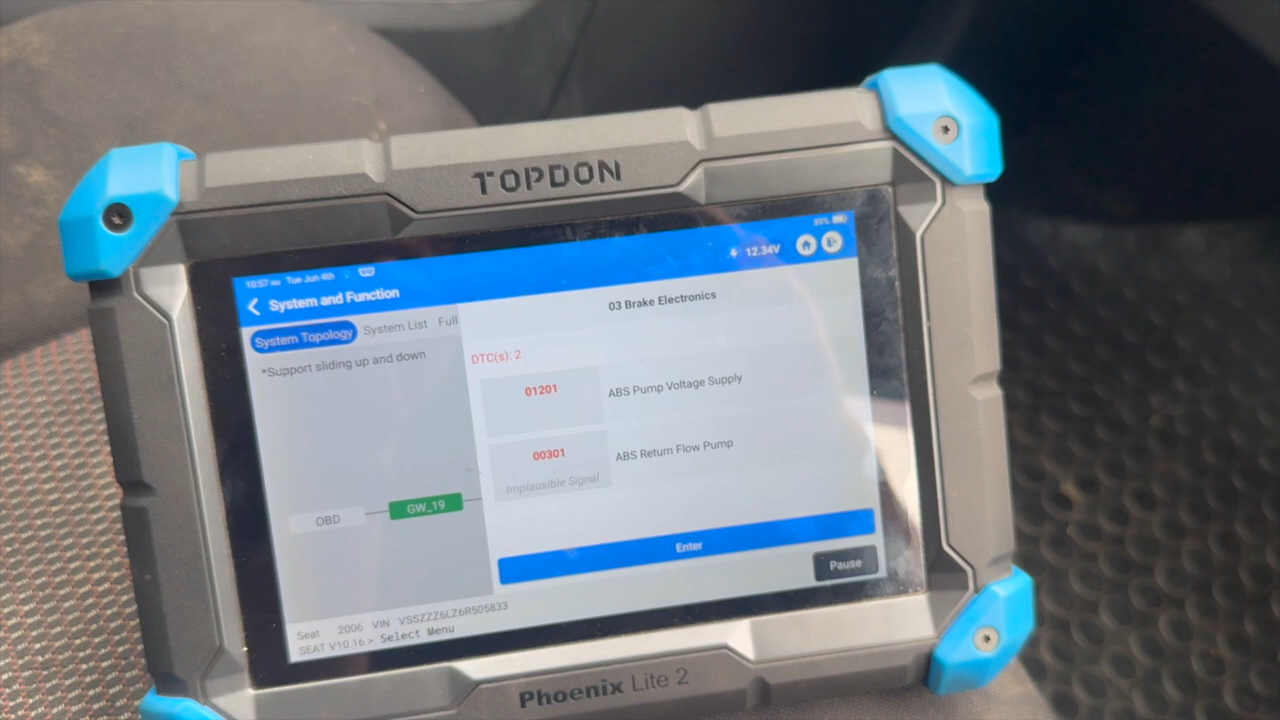 TOPDON
10:57 AM Tue Jun 4th
89%
12.34V
System and Function
System Topology System List Full
*Support sliding up and down
OBD
GW_19
03 Brake Electronics
DTC(s): 2
01201 ABS Pump Voltage Supply
00301 ABS Return Flow Pump
Implausible Signal
Enter
Pause
Seat 2006 VIN VSSZZZ6LZ6R505833
SEAT V10.16 > Select Menu
Phoenix Lite 2